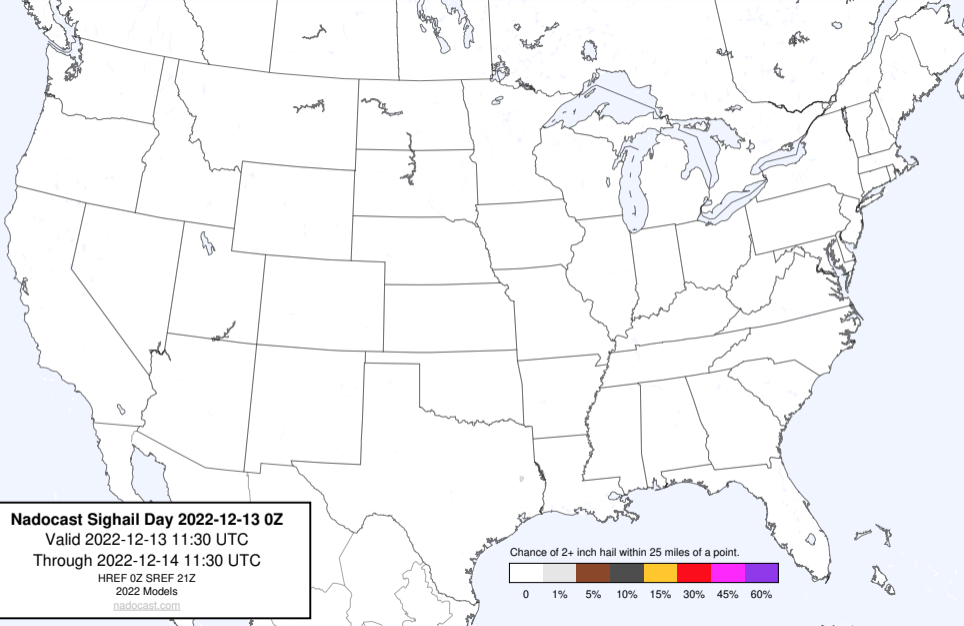 Nadocast Sighail Day 2022-12-13 0Z
Valid 2022-12-13 11:30 UTC
Through 2022-12-14 11:30 UTC
HREF 0Z SREF 21Z
2022 Models
nadocast.com
Chance of 2+ inch hail within 25 miles of a point.
0 1% 5% 10% 15% 30% 45% 60%